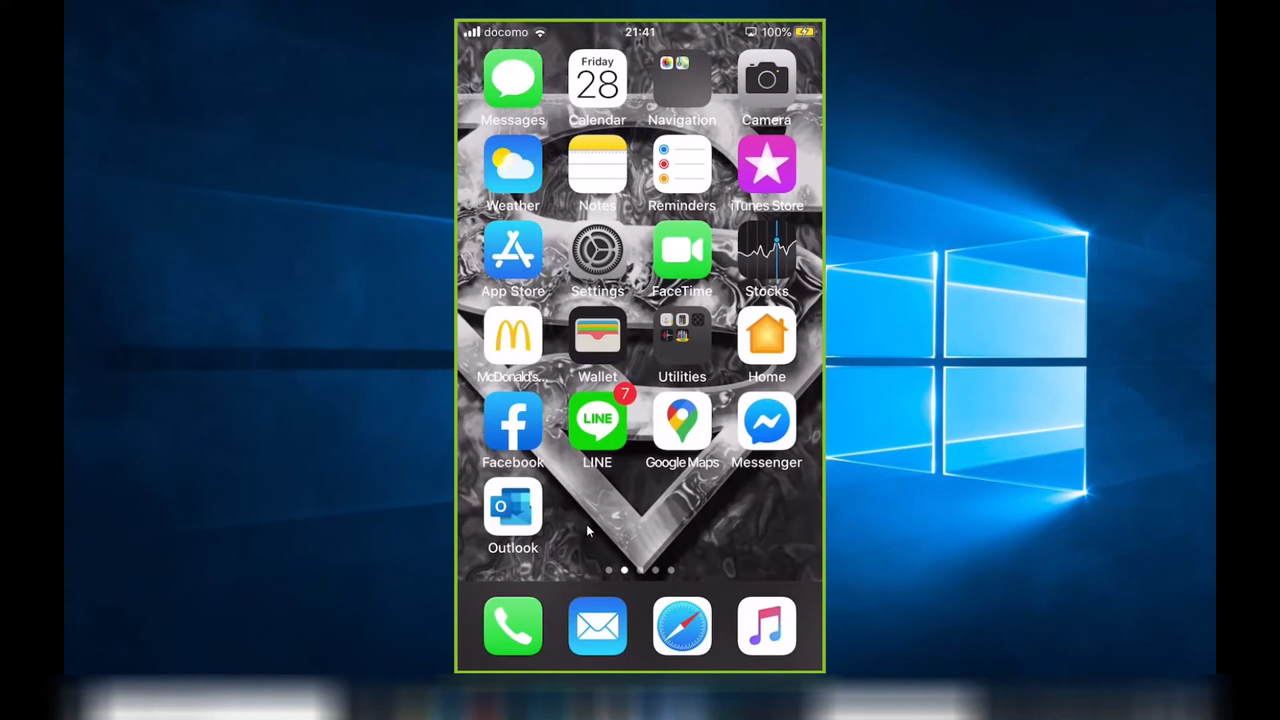 docomo 21:41 100%
Friday
28
Messages Calendar Navigation Camera
Weather Notes Reminders iTunes Store
App Store Settings FaceTime Stocks
McDonald's... Wallet Utilities Home
7
LINE
Facebook LINE Google Maps Messenger
O
Outlook